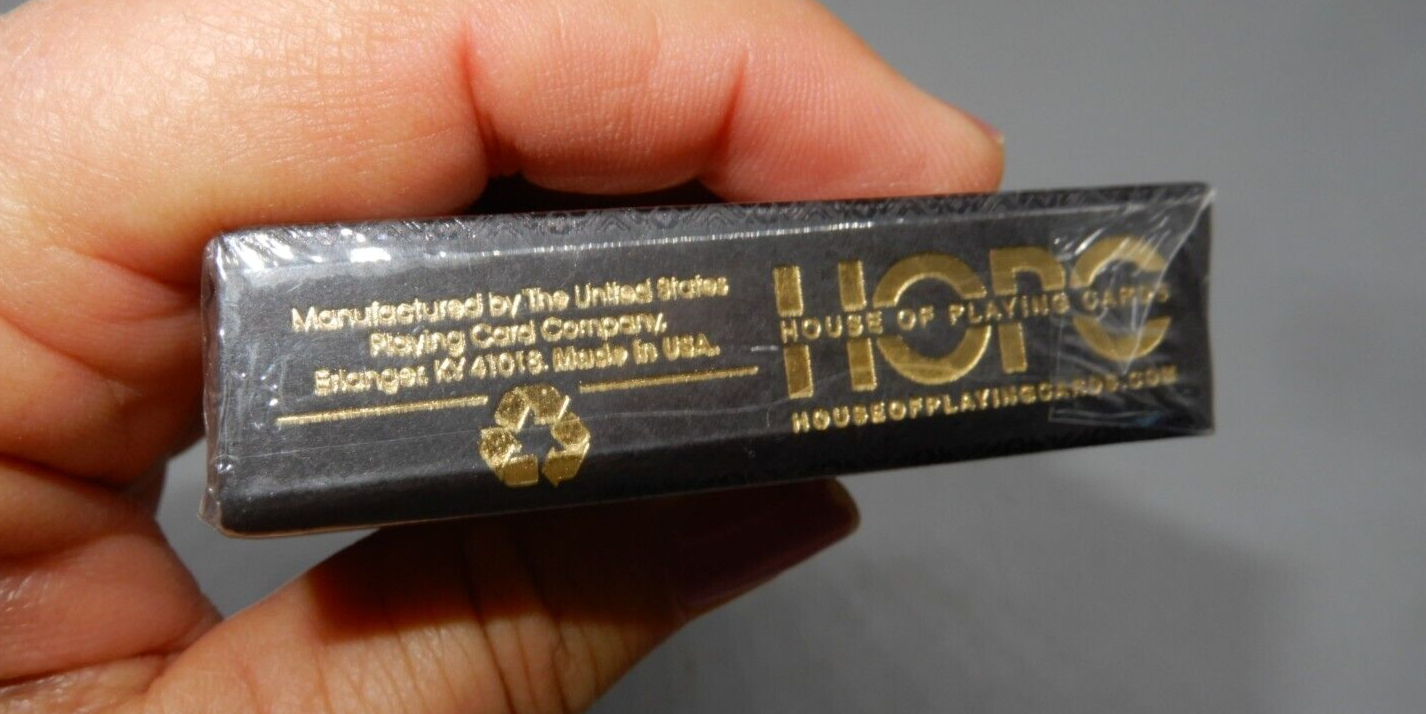 Manufactured by The United States
Playing Card Company,
Erlanger, KY 41018. Made in USA.
HOPC
HOUSE OF PLAYING CARDS
HOUSEOFPLAYINGCARDS.COM